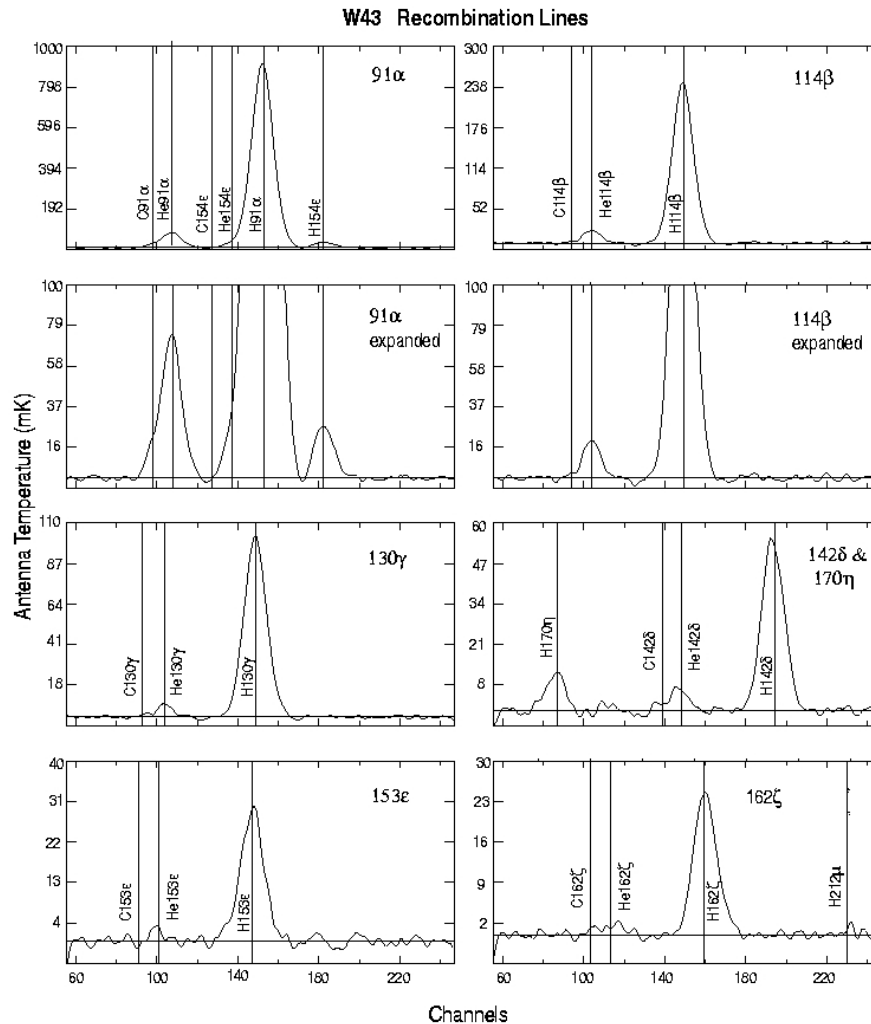 W43 Recombination Lines
1000
798
596
394
192
91α
C91α
He91α
C154ε
He154ε
H91α
H154ε
300
238
176
114
52
114β
C114β
He114β
H114β
100
79
58
37
16
91α
expanded
100
79
58
37
16
114β
expanded
Antenna Temperature (mK)
110
87
64
41
18
130γ
C130γ
He130γ
H130γ
60
47
34
21
8
142δ &
170η
H170η
C142δ
He142δ
H142δ
40
31
22
13
4
153ε
C153ε
He153ε
H153ε
30
23
16
9
2
162ζ
C162ζ
He162ζ
H162ζ
H212μ
100 140 180 220
60 100 140 180 220
Channels